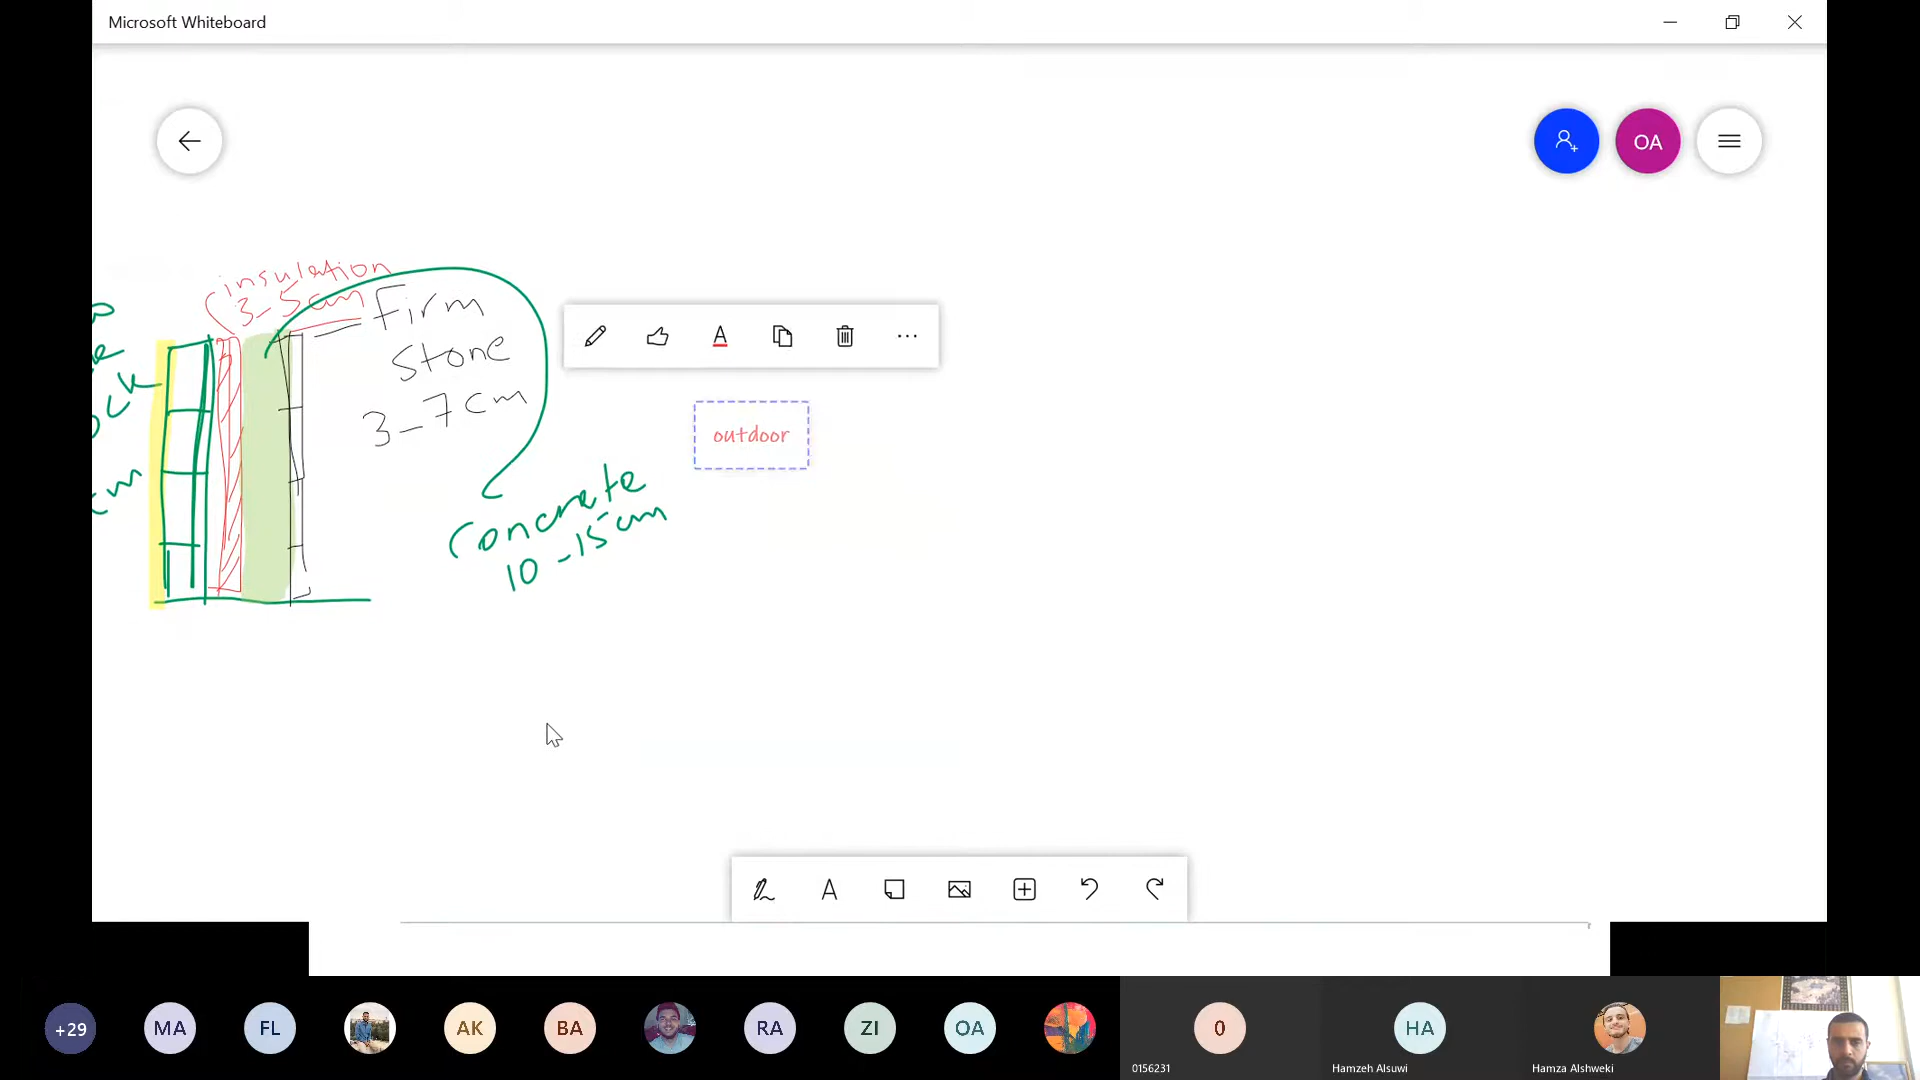 Microsoft Whiteboard
OA
insulation
3-5cm
Firm
stone
3-7cm
outdoor
concrete
10-15cm
cm
+29
MA
FL
AK
BA
RA
ZI
OA
0
HA
0156231
Hamzeh Alsuwi
Hamza Alshweki